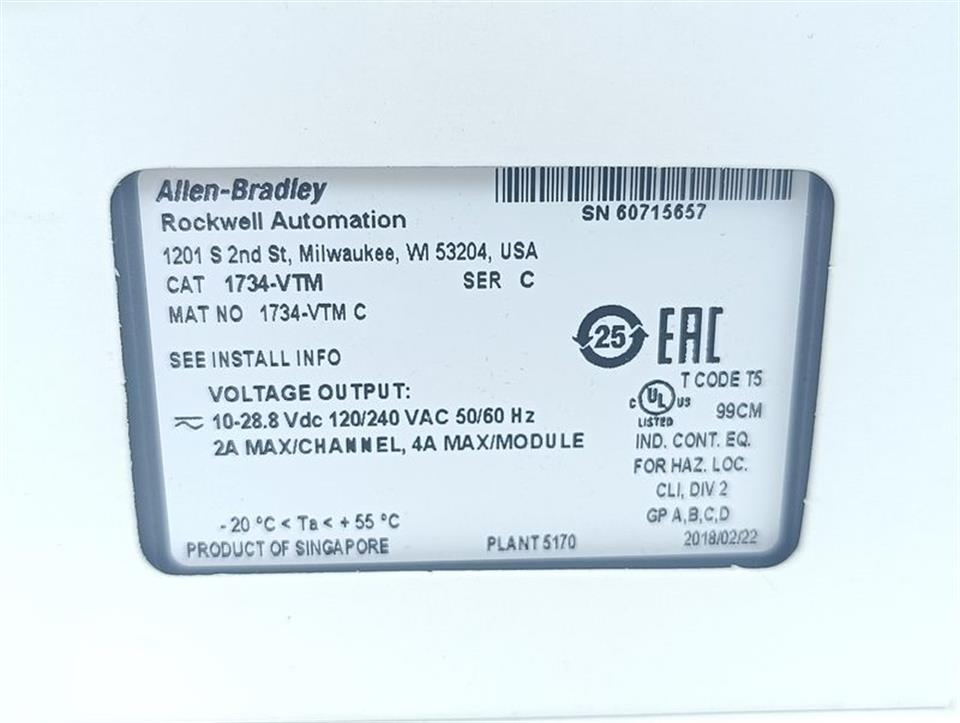 Allen-Bradley
Rockwell Automation
SN 60715657
1201 S 2nd St, Milwaukee, WI 53204, USA
CAT 1734-VTM SER C
MAT NO 1734-VTM C
25 EAC
SEE INSTALL INFO
T CODE T5
VOLTAGE OUTPUT:
C UL US 99CM
LISTED
10-28.8 Vdc 120/240 VAC 50/60 Hz
2A MAX/CHANNEL, 4A MAX/MODULE
IND. CONT. EQ.
FOR HAZ. LOC.
CLI, DIV 2
GP A,B,C,D
- 20 °C < Ta < + 55 °C
PRODUCT OF SINGAPORE PLANT 5170 2018/02/22